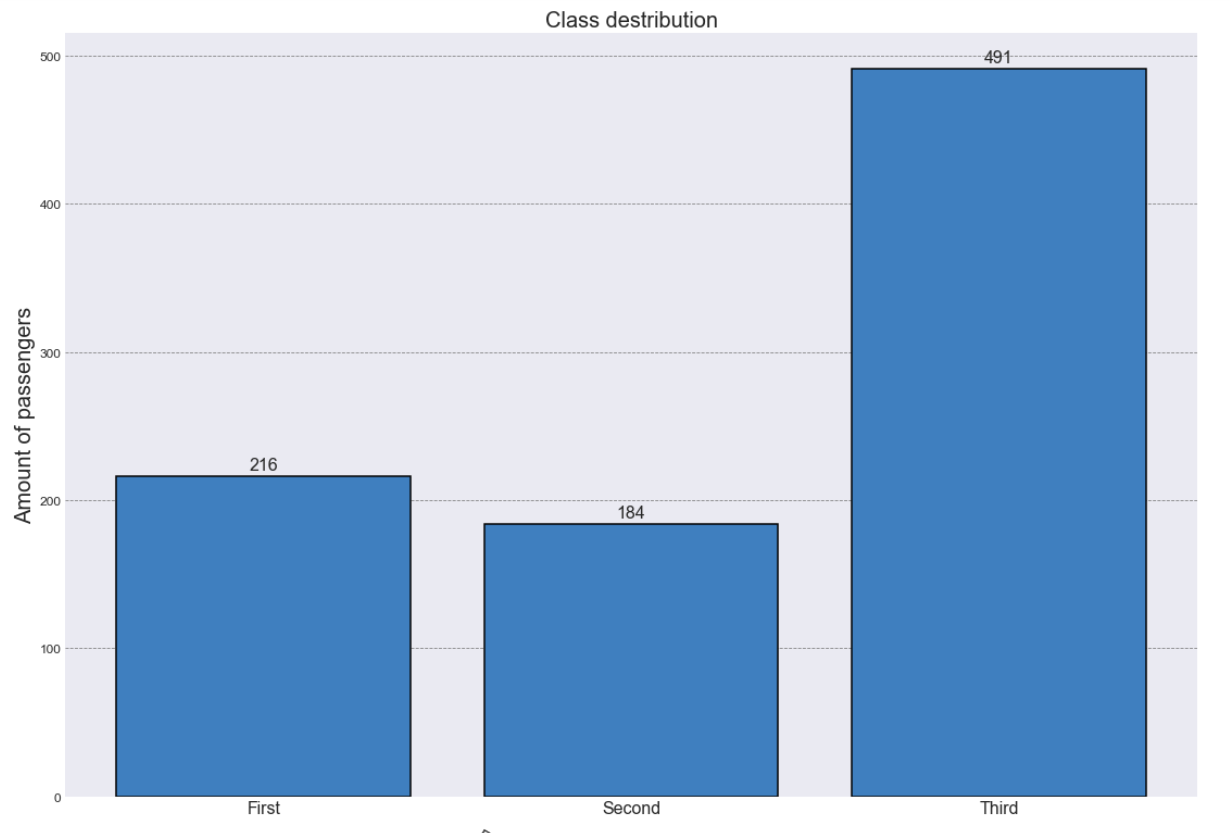 Class destribution
Amount of passengers
500
400
300
200
100
0
216
184
491
First
Second
Third